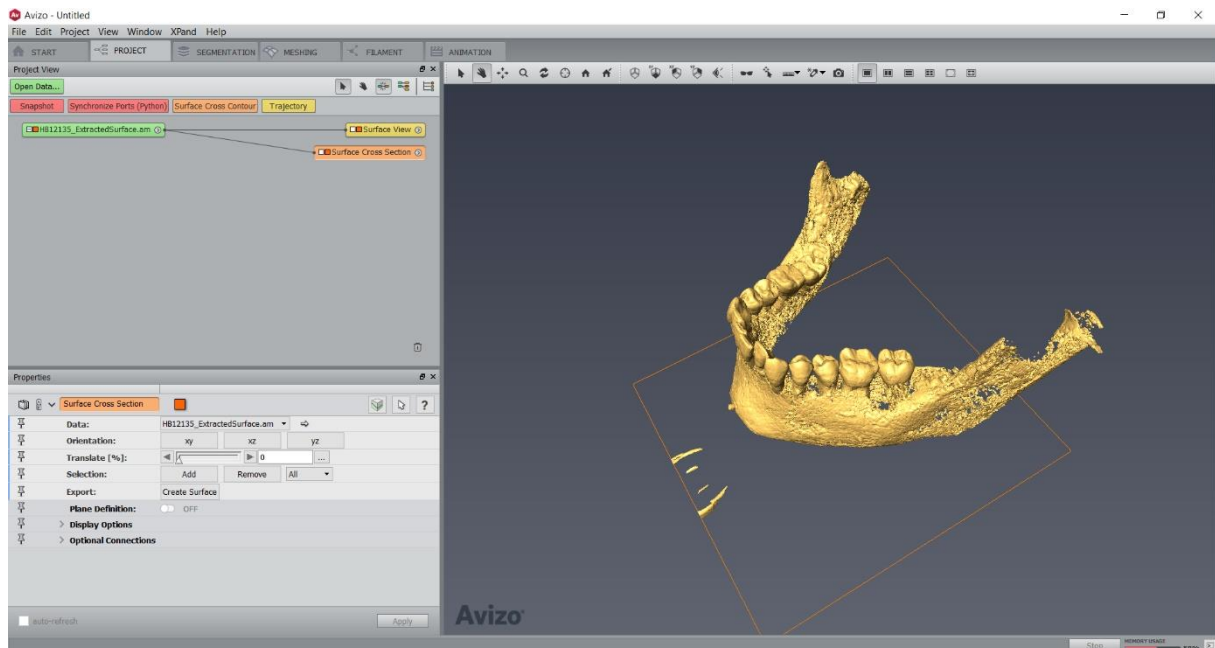 Avizo - Untitled
File Edit Project View Window XPand Help
START PROJECT SEGMENTATION MESHING FILAMENT ANIMATION
Project View
Open Data...
Snapshot Synchronize Ports (Python) Surface Cross Contour Trajectory
HB12135_ExtractedSurface.am Surface View
Surface Cross Section
Properties
Surface Cross Section
Data: HB12135_ExtractedSurface.am
Orientation: xy xz yz
Translate [%]: 0 ...
Selection: Add Remove All
Export: Create Surface
Plane Definition: OFF
Display Options
Optional Connections
auto-refresh Apply
Avizo
Stop MEMORY USAGE